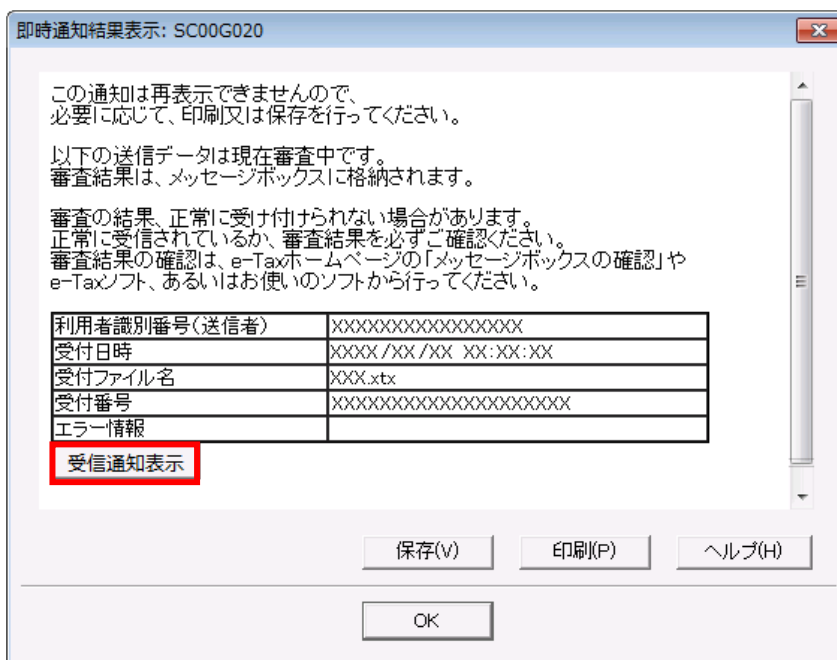 即時通知結果表示: SC00G020
この通知は再表示できませんので、
必要に応じて、印刷又は保存を行ってください。
以下の送信データは現在審査中です。
審査結果は、メッセージボックスに格納されます。
審査の結果、正常に受け付けられない場合があります。
正常に受信されているか、審査結果を必ずご確認ください。
審査結果の確認は、e-Taxホームページの「メッセージボックスの確認」や
e-Taxソフト、あるいはお使いのソフトから行ってください。
利用者識別番号(送信者) XXXXXXXXXXXXXXXX
受付日時 XXXX/XX/XX XX:XX:XX
受付ファイル名 XXX.xtx
受付番号 XXXXXXXXXXXXXXXXXXXX
エラー情報
受信通知表示
保存(V) 印刷(P) ヘルプ(H)
OK